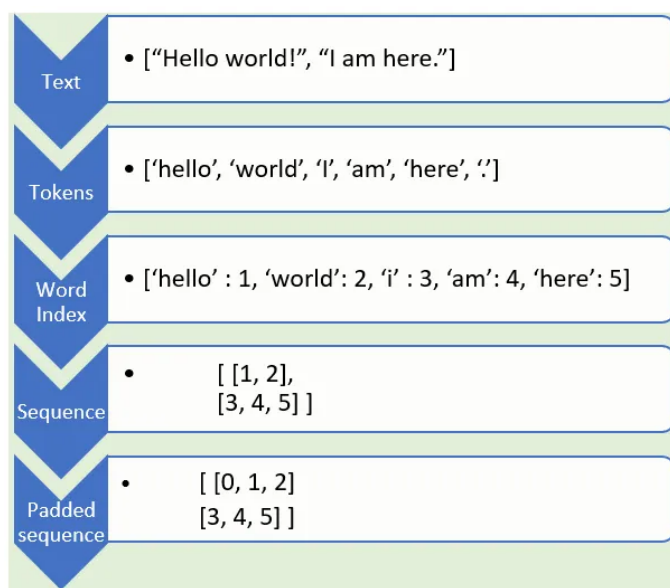 Text
• [“Hello world!”, “I am here.”]
Tokens
• [‘hello’, ‘world’, ‘I’, ‘am’, ‘here’, ‘.’]
Word
Index
• [‘hello’ : 1, ‘world’: 2, ‘i’ : 3, ‘am’: 4, ‘here’: 5]
Sequence
• [ [1, 2],
[3, 4, 5] ]
Padded
sequence
• [ [0, 1, 2]
[3, 4, 5] ]